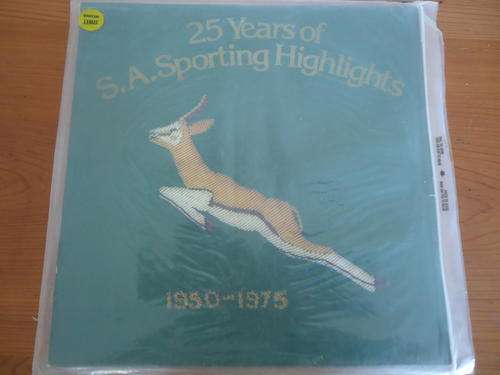 25 Years of
S.A. Sporting Highlights
1950-1975